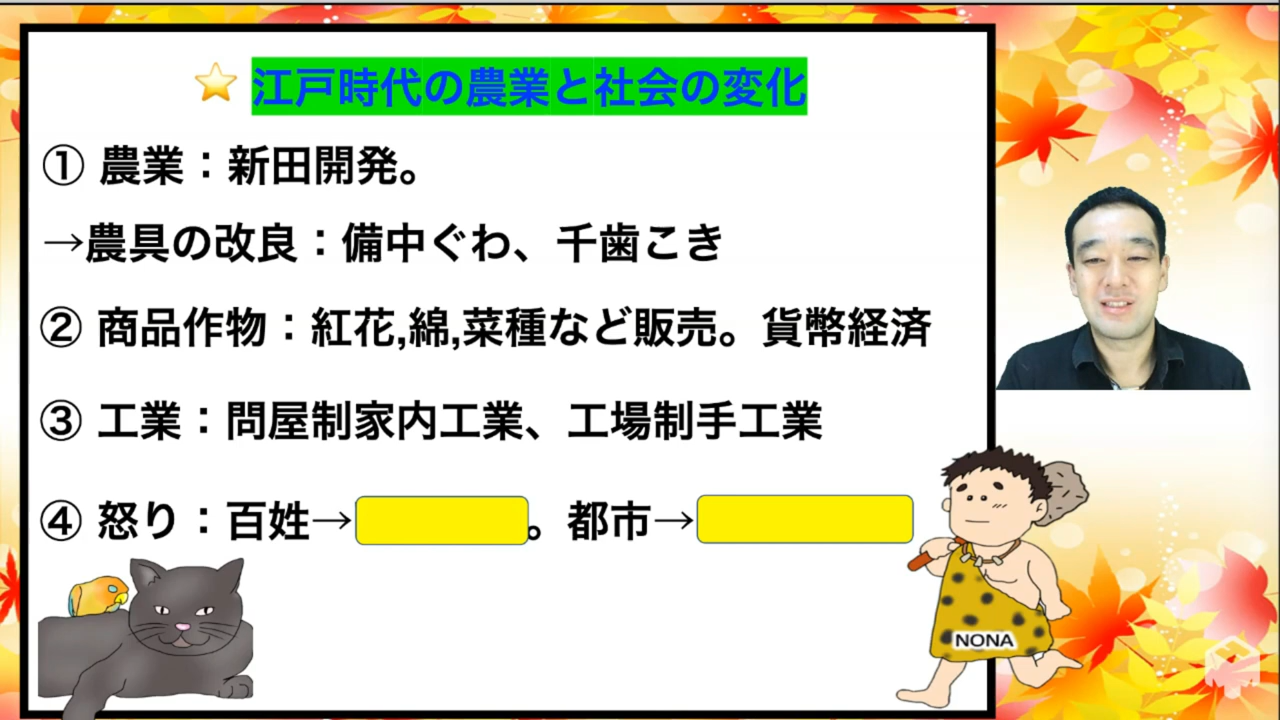 江戸時代の農業と社会の変化
① 農業：新田開発。
→農具の改良：備中ぐわ、千歯こき
② 商品作物：紅花,綿,菜種など販売。貨幣経済
③ 工業：問屋制家内工業、工場制手工業
④ 怒り：百姓→ 。都市→
NONA